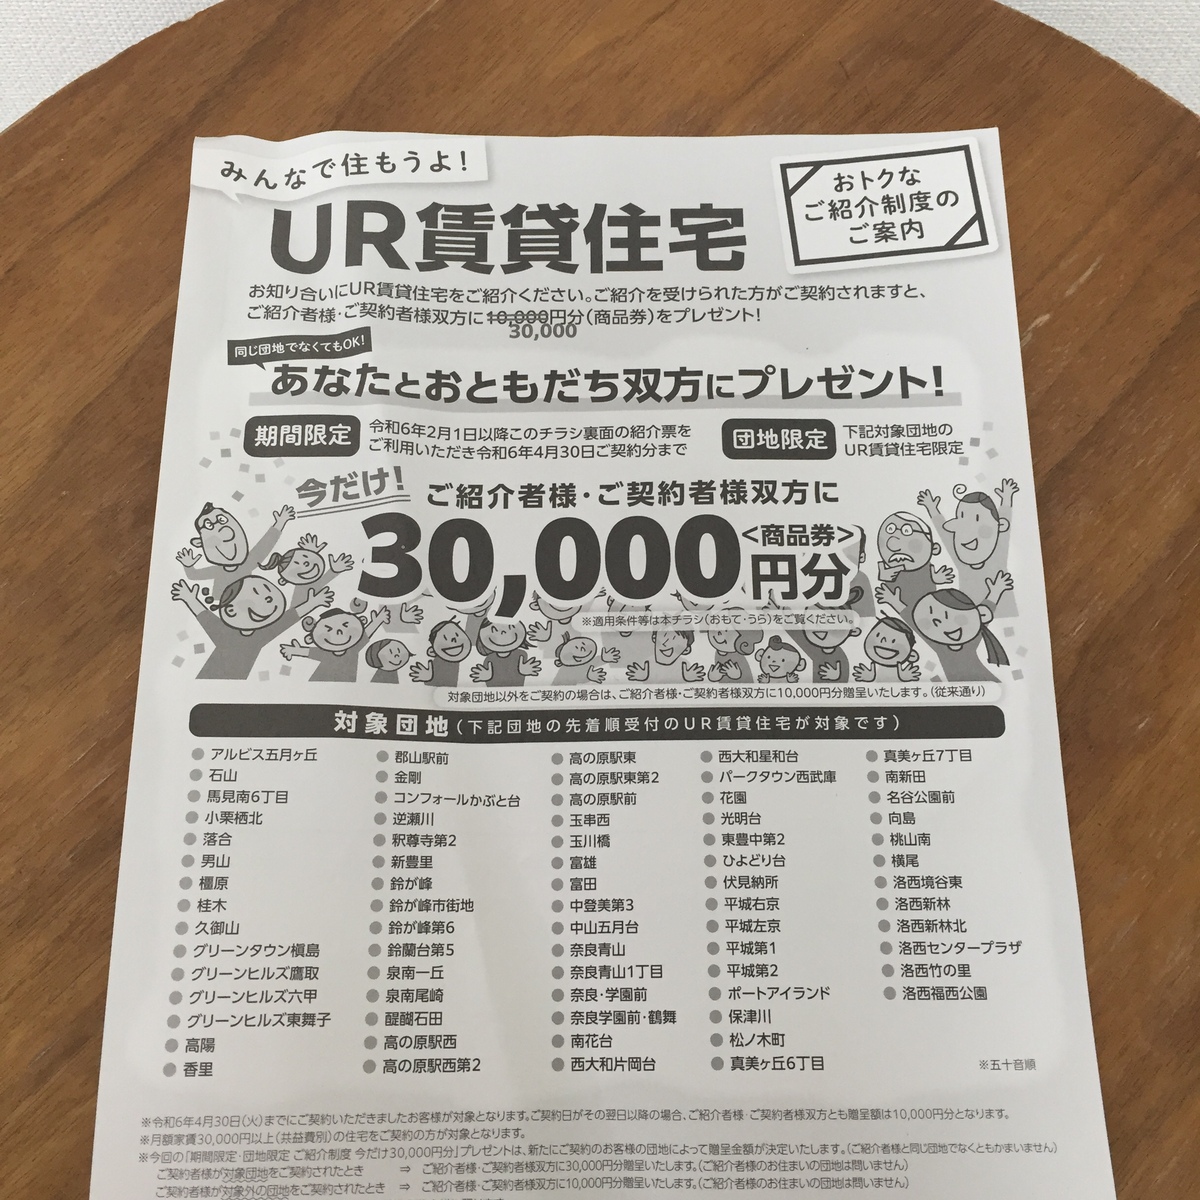 みんなで住もうよ!
おトクな
ご紹介制度の
ご案内
UR賃貸住宅
お知り合いにUR賃貸住宅をご紹介ください。ご紹介を受けられた方がご契約されますと、
ご紹介者様・ご契約者様双方に10,000円分(商品券)をプレゼント!
30,000
同じ団地でなくてもOK!
あなたとおともだち双方にプレゼント!
期間限定
令和6年2月1日以降このチラシ裏面の紹介票を
ご利用いただき令和6年4月30日ご契約分まで
団地限定
下記対象団地の
UR賃貸住宅限定
今だけ!
ご紹介者様・ご契約者様双方に
30,000
<商品券>
円分
※適用条件等は本チラシ(おもて・うら)をご覧ください。
対象団地以外をご契約の場合は、ご紹介者様・ご契約者様双方に10,000円分贈呈いたします。(従来通り)
対象団地(下記団地の先着順受付のUR賃貸住宅が対象です)
アルビス五月ヶ丘
石山
馬見南6丁目
小栗栖北
落合
男山
橿原
桂木
久御山
グリーンタウン槇島
グリーンヒルズ鷹取
グリーンヒルズ六甲
グリーンヒルズ東舞子
高陽
香里
郡山駅前
金剛
コンフォールかぶと台
逆瀬川
釈尊寺第2
新豊里
鈴が峰
鈴が峰市街地
鈴が峰第6
鈴蘭台第5
泉南一丘
泉南尾崎
醍醐石田
高の原駅西
高の原駅西第2
高の原駅東
高の原駅東第2
高の原駅前
玉串西
玉川橋
富雄
富田
中登美第3
中山五月台
奈良青山
奈良青山1丁目
奈良・学園前
奈良学園前・鶴舞
南花台
西大和片岡台
西大和星和台
パークタウン西武庫
花園
光明台
東豊中第2
ひよどり台
伏見納所
平城右京
平城左京
平城第1
平城第2
ポートアイランド
保津川
松ノ木町
真美ヶ丘6丁目
真美ヶ丘7丁目
南新田
名谷公園前
向島
桃山南
横尾
洛西境谷東
洛西新林
洛西新林北
洛西センタープラザ
洛西竹の里
洛西福西公園
※五十音順
※令和6年4月30日(火)までにご契約いただきましたお客様が対象となります。ご契約日がその翌日以降の場合、ご紹介者様・ご契約者様双方とも贈呈額は10,000円分となります。
※月額家賃30,000円以上(共益費別)の住宅をご契約の方が対象となります。
※今回の「期間限定・団地限定 ご紹介制度 今だけ30,000円分」プレゼントは、新たにご契約のお客様の団地によって贈呈金額が決定いたします。(ご紹介者様と同じ団地でなくともかまいません)
ご契約者様が対象団地をご契約されたとき ⇒ ご紹介者様・ご契約者様双方に30,000円分贈呈いたします。(ご紹介者様のお住まいの団地は問いません)
ご契約者様が対象外の団地をご契約されたとき ⇒ ご紹介者様・ご契約者様双方に10,000円分贈呈いたします。(ご紹介者様のお住まいの団地は問いません)